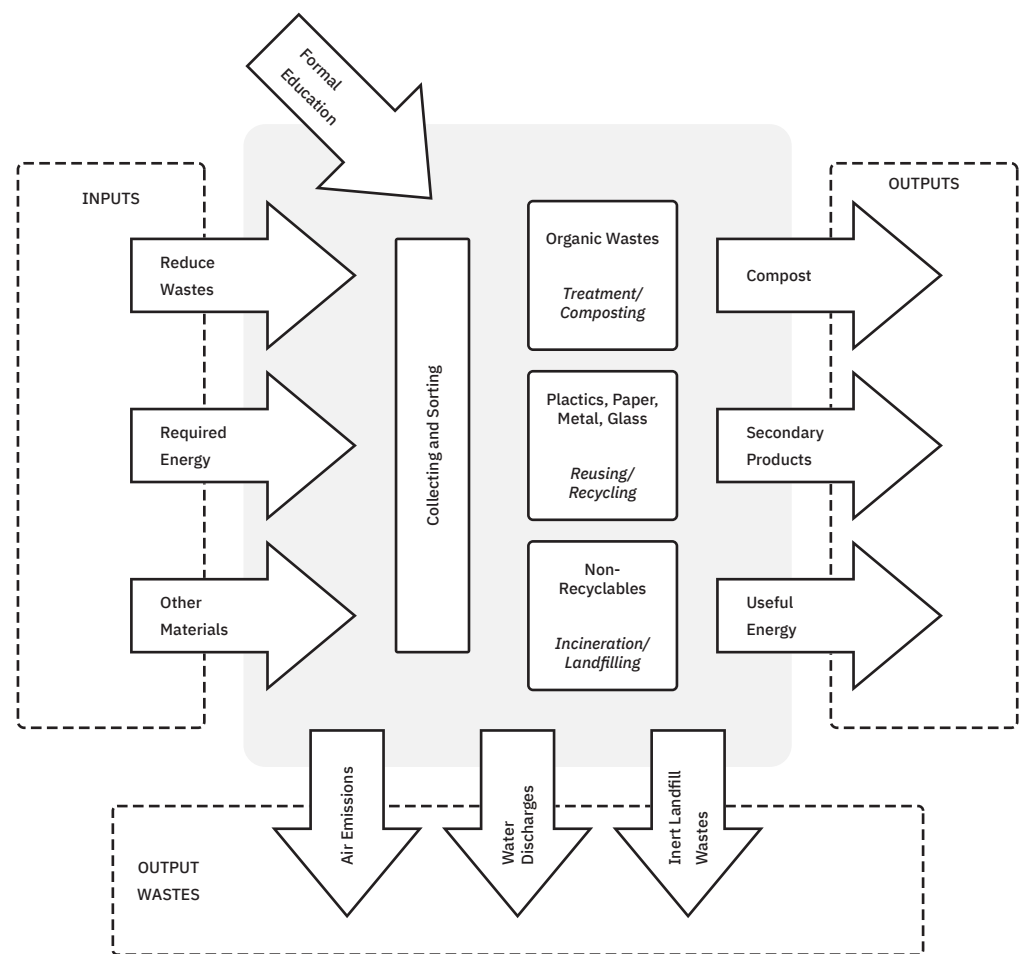 Formal
Education
INPUTS
OUTPUTS
Reduce
Wastes
Required
Energy
Other
Materials
Collecting and Sorting
Organic Wastes
Treatment/
Composting
Plactics, Paper,
Metal, Glass
Reusing/
Recycling
Non-
Recyclables
Incineration/
Landfilling
Compost
Secondary
Products
Useful
Energy
Air Emissions
Water
Discharges
Inert Landfill
Wastes
OUTPUT
WASTES